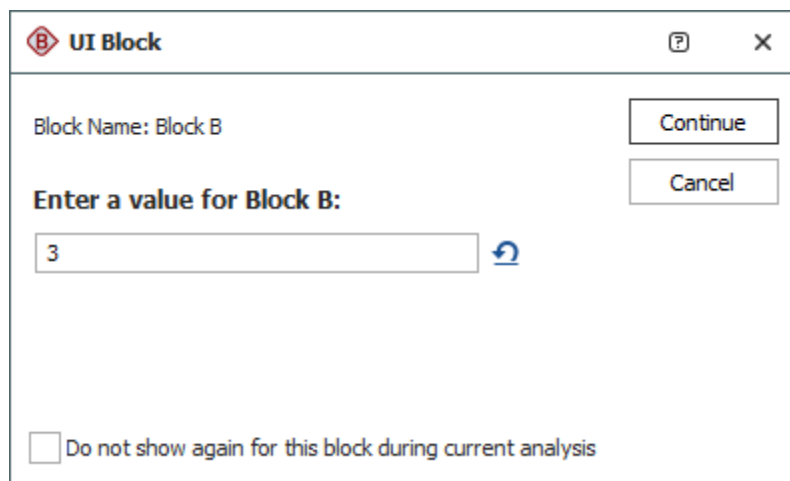 B UI Block
Block Name: Block B
Continue
Cancel
Enter a value for Block B:
3
Do not show again for this block during current analysis